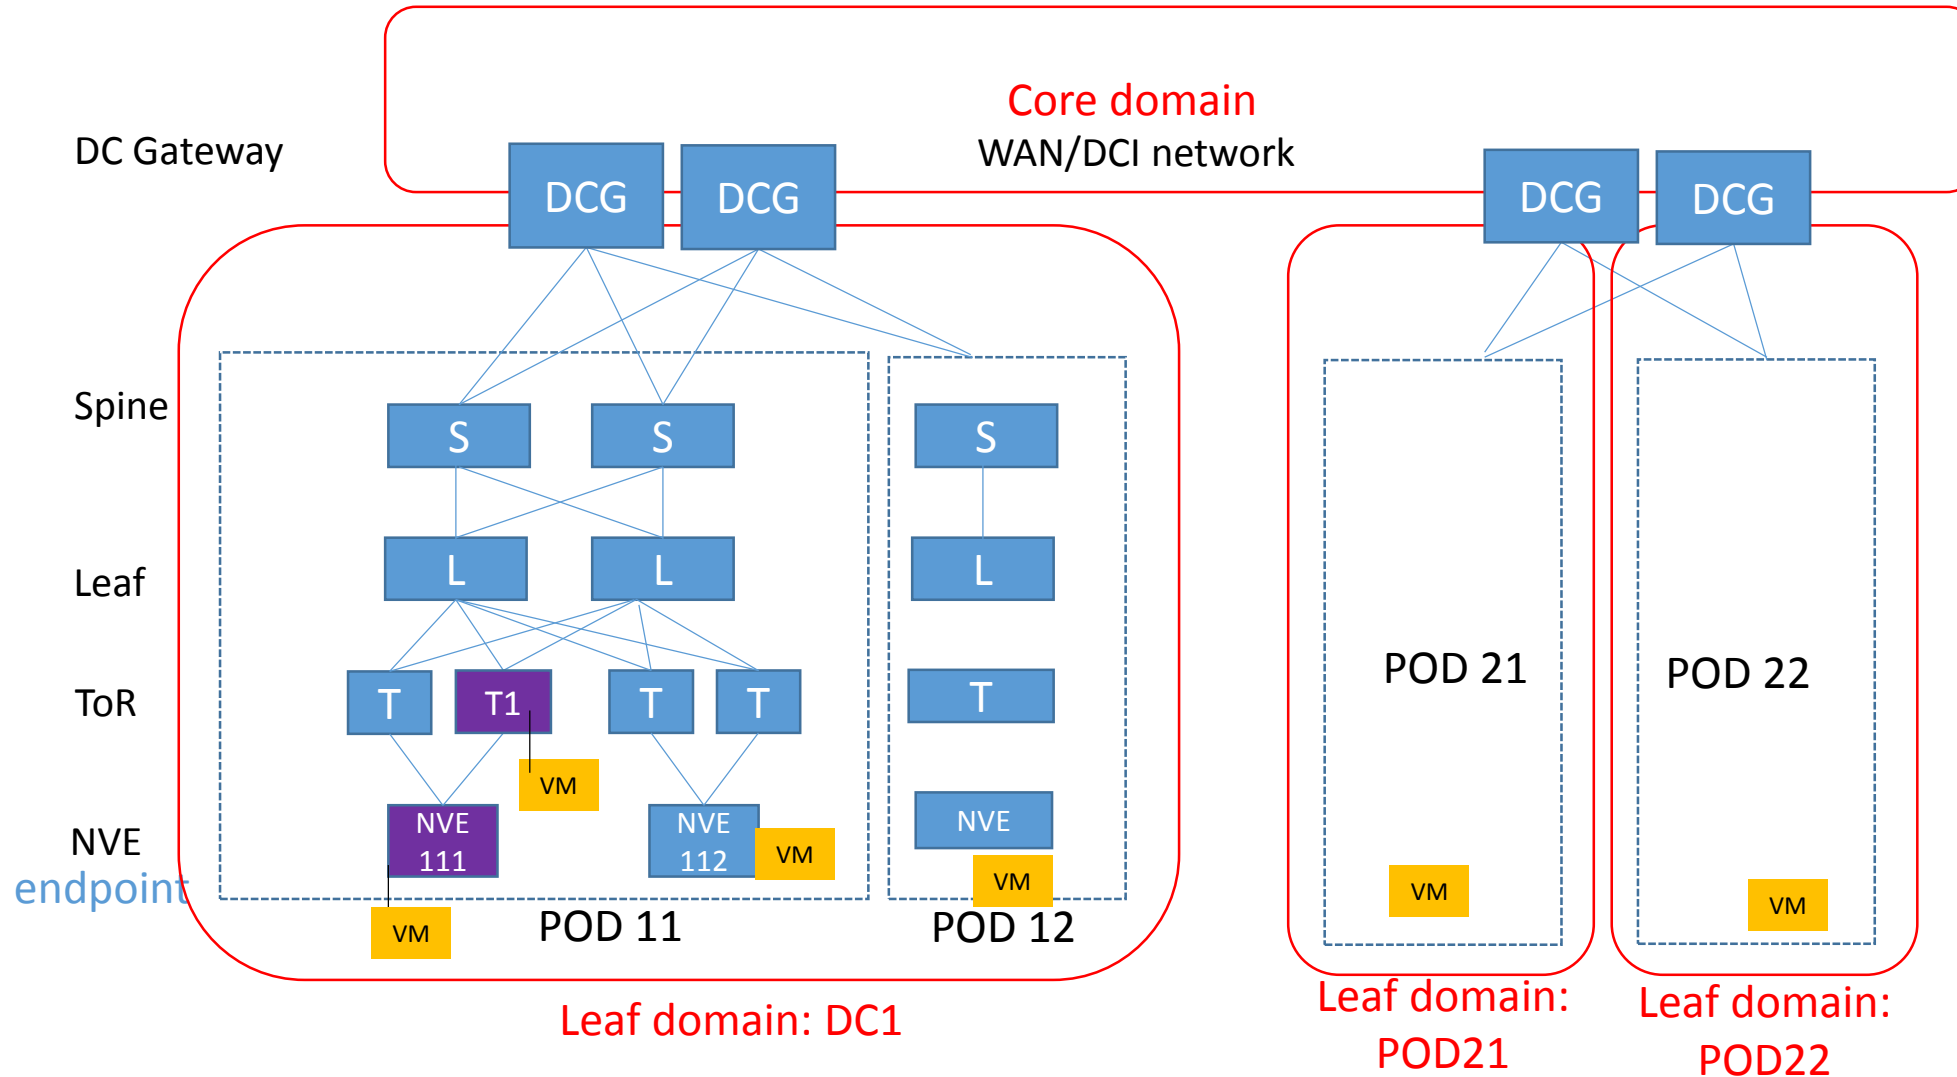 Core domain
DC Gateway
WAN/DCI network
DCG
DCG
DCG
DCG
Spine
S
S
S
Leaf
L
L
L
ToR
T
T1
T
T
T
POD 21
POD 22
VM
NVE
endpoint
NVE
111
NVE
112
VM
NVE
VM
VM
VM
VM
POD 11
POD 12
Leaf domain: DC1
Leaf domain:
POD21
Leaf domain:
POD22